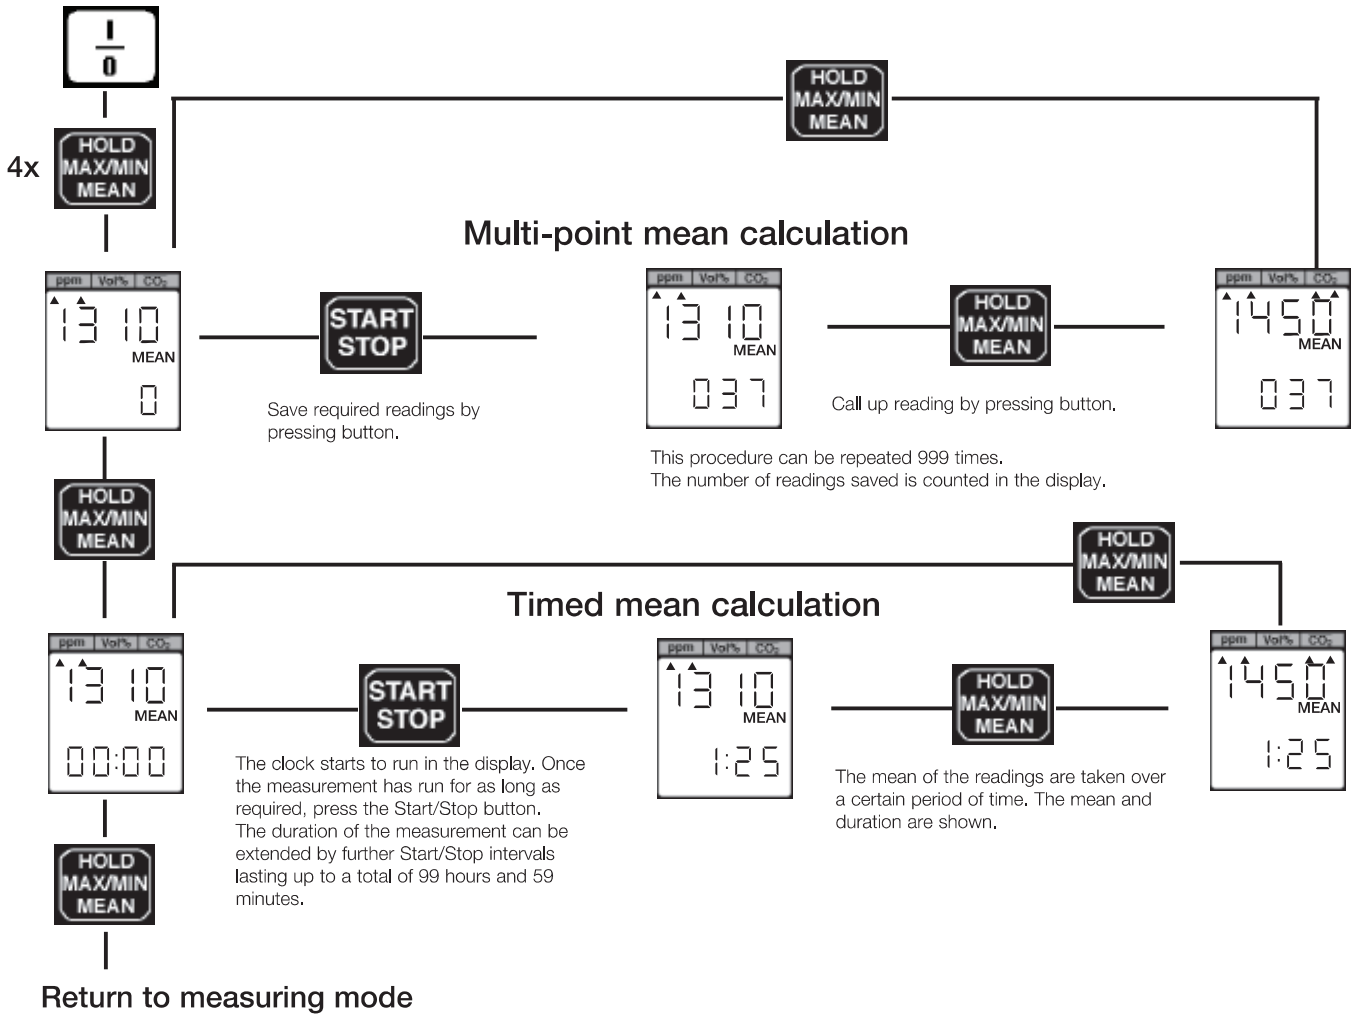 I
0
HOLD
MAX/MIN
MEAN
4x
HOLD
MAX/MIN
MEAN
Multi-point mean calculation
ppm Vol% CO₂
1310
MEAN
0
START
STOP
Save required readings by
pressing button.
ppm Vol% CO₂
1310
MEAN
037
HOLD
MAX/MIN
MEAN
Call up reading by pressing button.
ppm Vol% CO₂
1450
MEAN
037
This procedure can be repeated 999 times.
The number of readings saved is counted in the display.
HOLD
MAX/MIN
MEAN
HOLD
MAX/MIN
MEAN
Timed mean calculation
ppm Vol% CO₂
1310
MEAN
00:00
START
STOP
The clock starts to run in the display. Once
the measurement has run for as long as
required, press the Start/Stop button.
The duration of the measurement can be
extended by further Start/Stop intervals
lasting up to a total of 99 hours and 59
minutes.
ppm Vol% CO₂
1310
MEAN
1:25
HOLD
MAX/MIN
MEAN
The mean of the readings are taken over
a certain period of time. The mean and
duration are shown.
ppm Vol% CO₂
1450
MEAN
1:25
HOLD
MAX/MIN
MEAN
Return to measuring mode